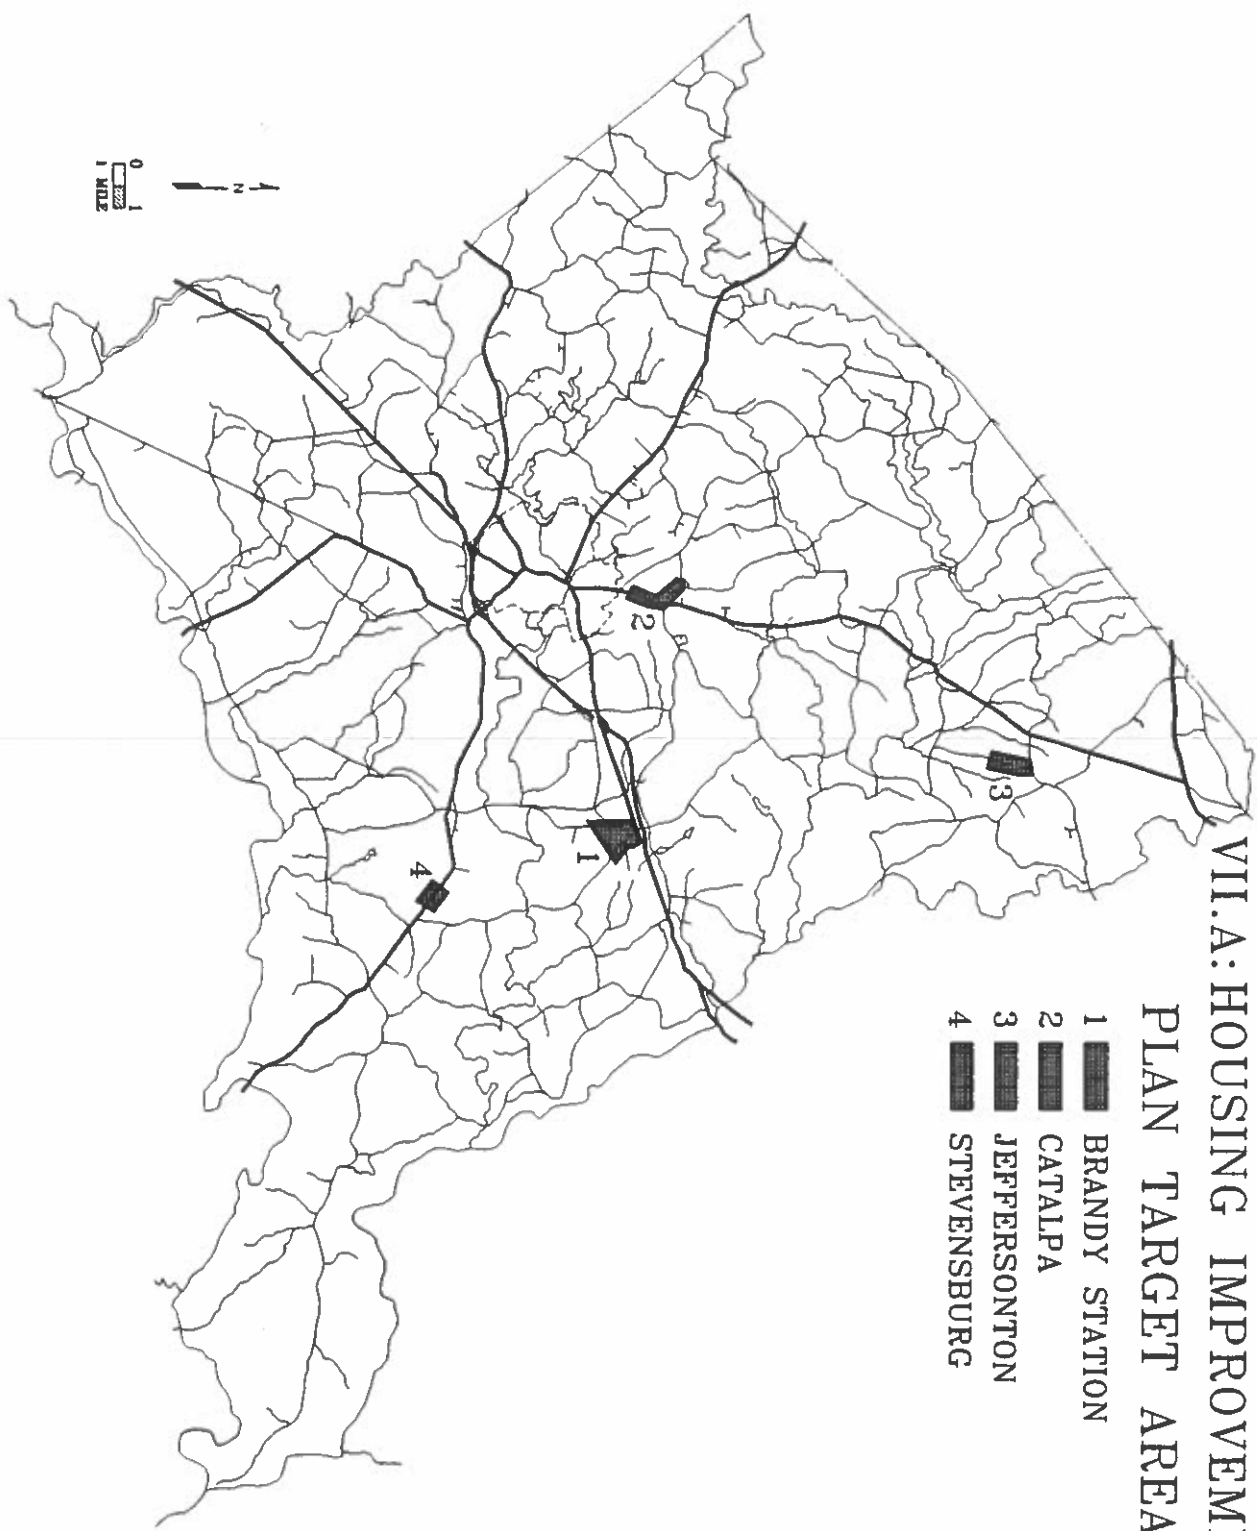 VII.A: HOUSING IMPROVEM
PLAN TARGET AREA
1 BRANDY STATION
2 CATALPA
3 JEFFERSONTON
4 STEVENSBURG
3
2
1
4
N
0 1
1 MILE